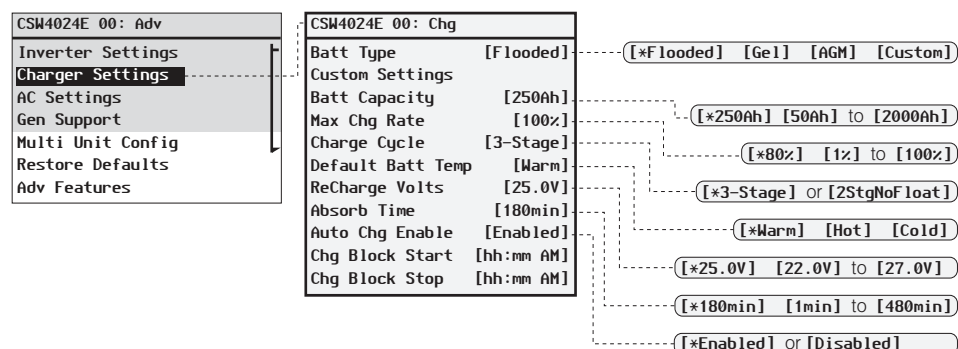 CSW4024E 00: Adv
Inverter Settings
Charger Settings
AC Settings
Gen Support
Multi Unit Config
Restore Defaults
Adv Features
CSW4024E 00: Chg
Batt Type [Flooded]
Custom Settings
Batt Capacity [250Ah]
Max Chg Rate [100%]
Charge Cycle [3-Stage]
Default Batt Temp [Warm]
ReCharge Volts [25.0V]
Absorb Time [180min]
Auto Chg Enable [Enabled]
Chg Block Start [hh:mm AM]
Chg Block Stop [hh:mm AM]
[*Flooded] [Gel] [AGM] [Custom]
[*250Ah] [50Ah] to [2000Ah]
[*80%] [1%] to [100%]
[*3-Stage] or [2StgNoFloat]
[*Warm] [Hot] [Cold]
[*25.0V] [22.0V] to [27.0V]
[*180min] [1min] to [480min]
[*Enabled] or [Disabled]